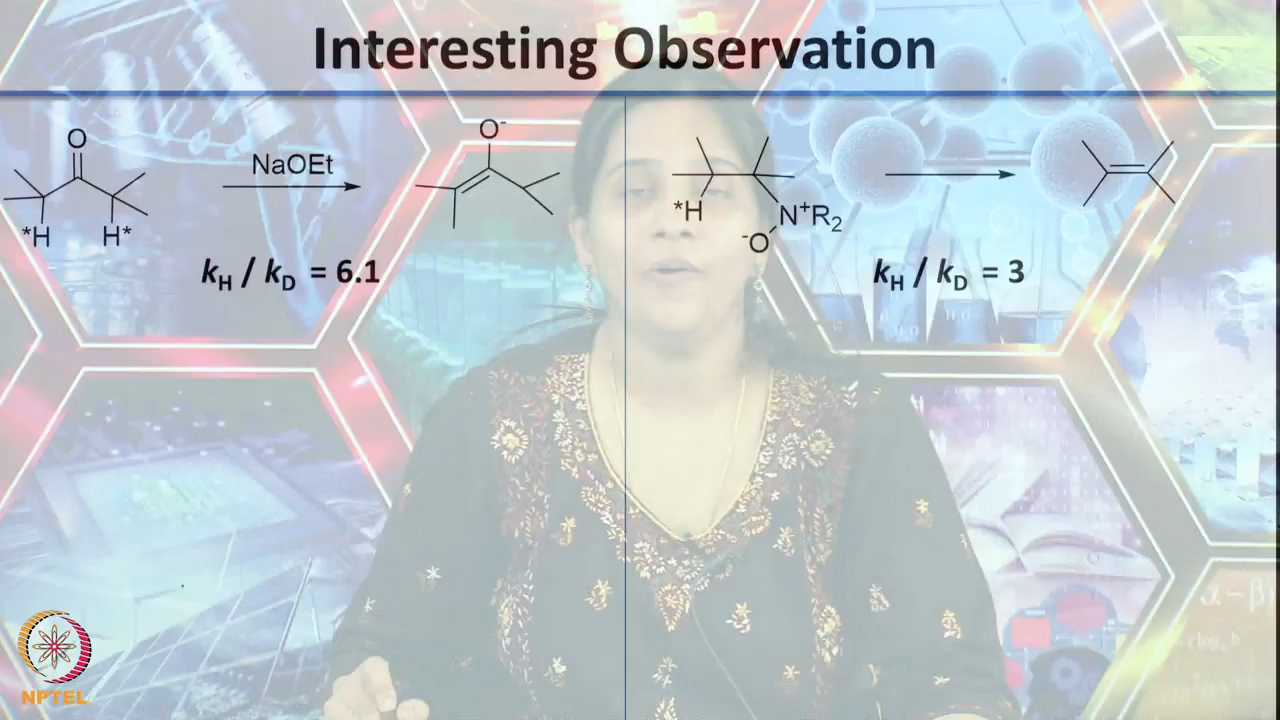 Interesting Observation
O
NaOEt
*H
H*
O-
kH / kD = 6.1
*H
N+R2
-O
kH / kD = 3
NPTEL
α-β